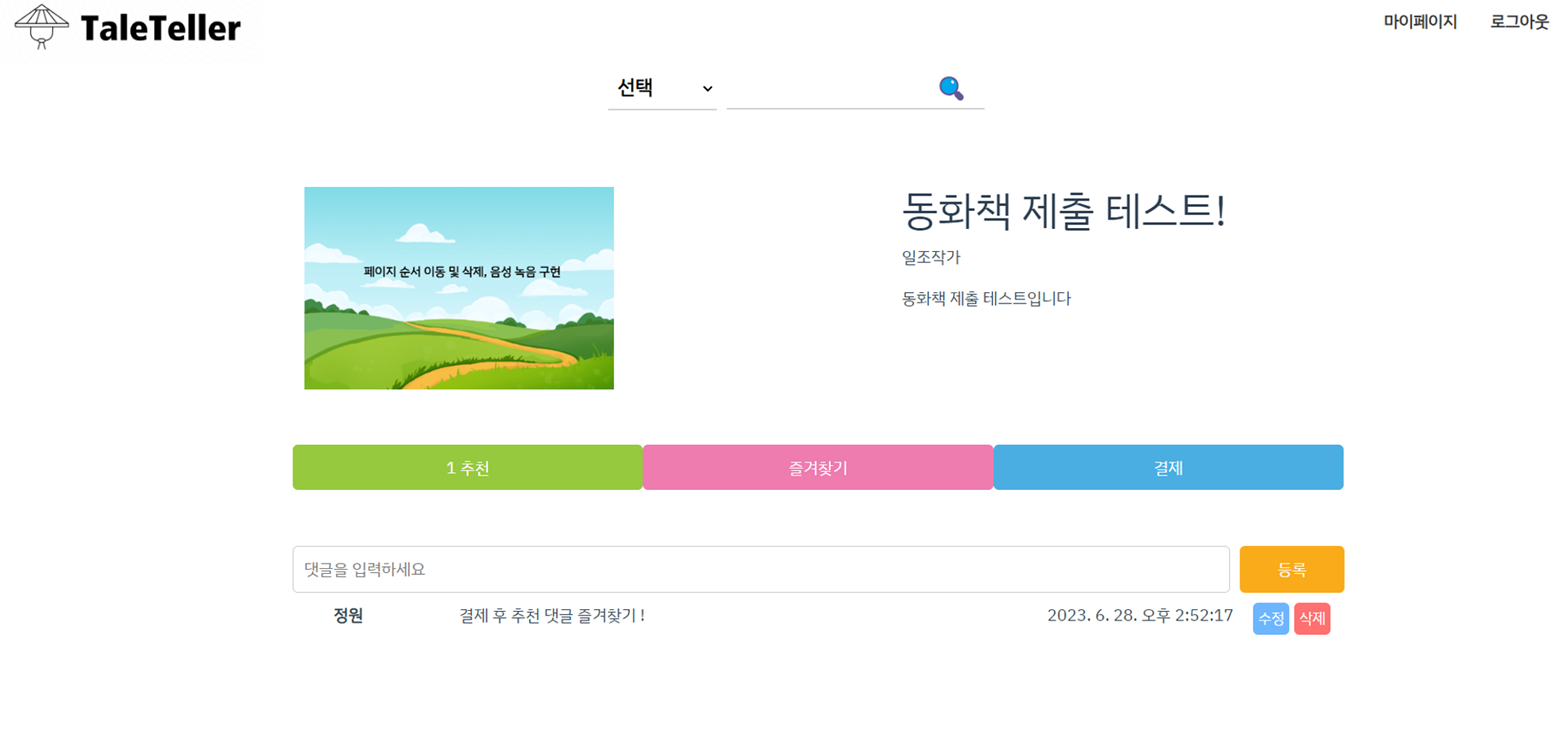 TaleTeller
마이페이지 로그아웃
선택
동화책 제출 테스트!
일조작가
동화책 제출 테스트입니다
페이지 순서 이동 및 삭제, 음성 녹음 구현
1 추천 즐겨찾기 결제
댓글을 입력하세요 등록
정원 결제 후 추천 댓글 즐겨찾기 ! 2023. 6. 28. 오후 2:52:17 수정 삭제